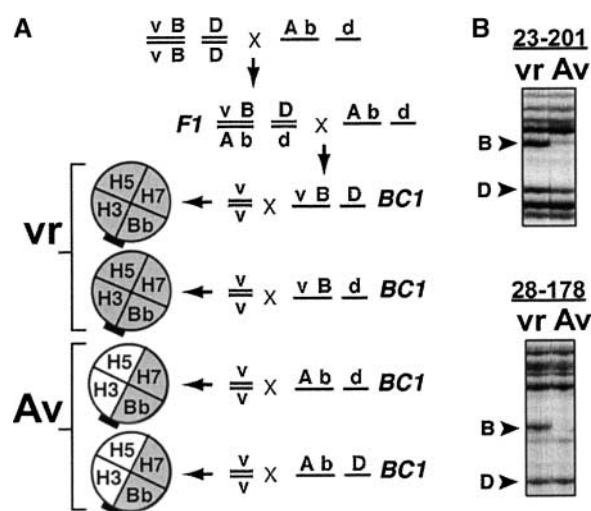 A
v B D A b d
v B D X
F1 v B D A b d
A b d X
H5 H7 H3 Bb v v X v B D BC1
vr
H5 H7 H3 Bb v v X v B d BC1
H5 H7 H3 Bb v v X A b d BC1
Av
H5 H7 H3 Bb v v X A b D BC1
B
23-201
vr Av
B
D
28-178
vr Av
B
D